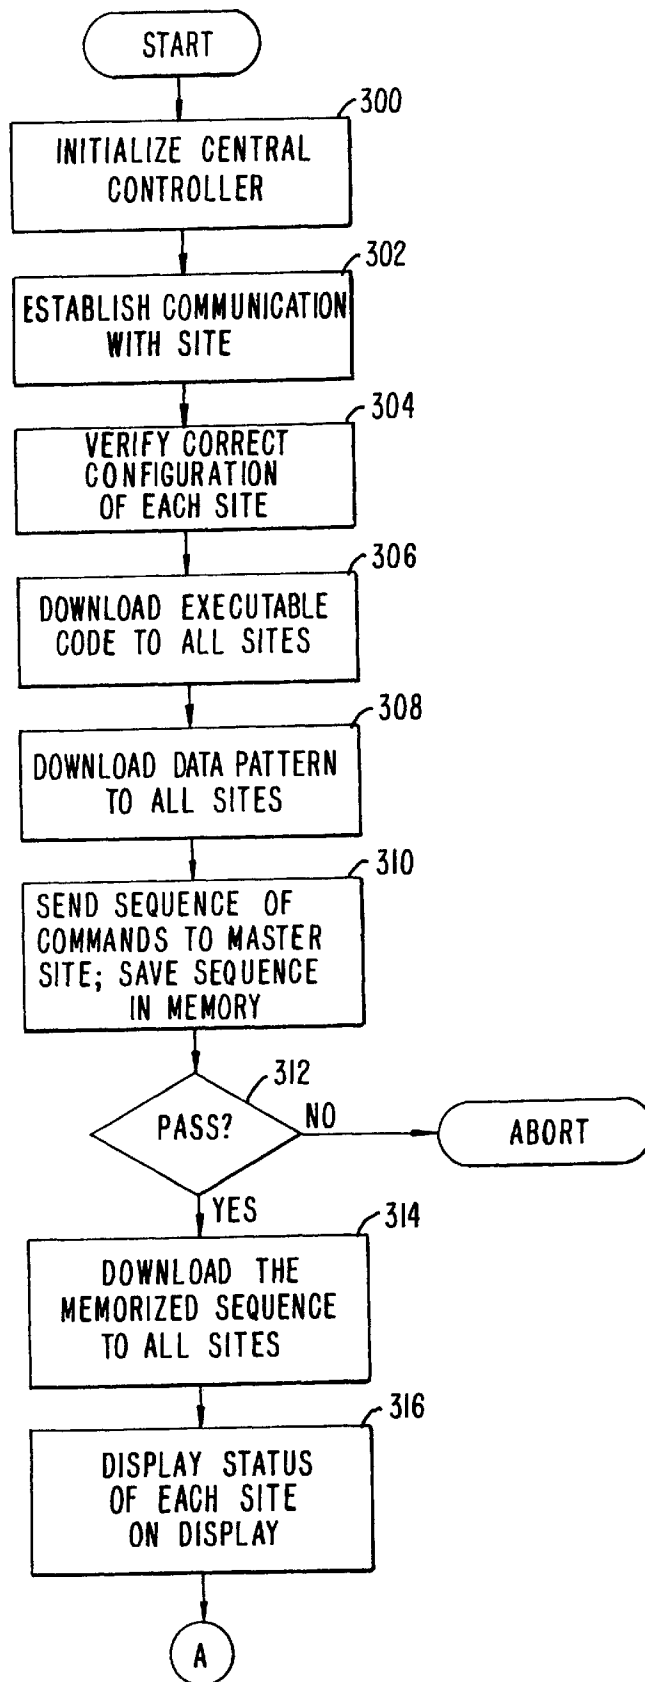 START
300
INITIALIZE CENTRAL
CONTROLLER
302
ESTABLISH COMMUNICATION
WITH SITE
304
VERIFY CORRECT
CONFIGURATION
OF EACH SITE
306
DOWNLOAD EXECUTABLE
CODE TO ALL SITES
308
DOWNLOAD DATA PATTERN
TO ALL SITES
310
SEND SEQUENCE OF
COMMANDS TO MASTER
SITE; SAVE SEQUENCE
IN MEMORY
312
PASS?
NO
ABORT
YES
314
DOWNLOAD THE
MEMORIZED SEQUENCE
TO ALL SITES
316
DISPLAY STATUS
OF EACH SITE
ON DISPLAY
A